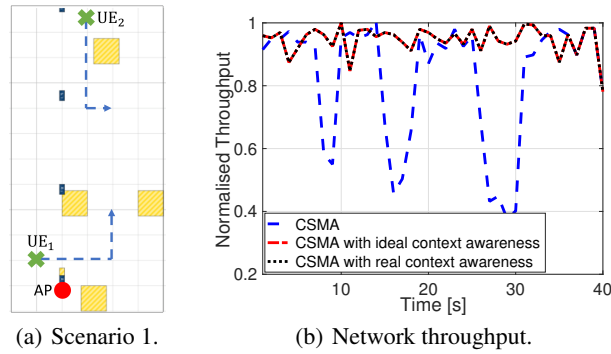 UE₂
UE₁
AP
(a) Scenario 1.
Normalised Throughput
1
0.8
0.6
0.4
0.2
10
20
30
40
Time [s]
CSMA
CSMA with ideal context awareness
CSMA with real context awareness
(b) Network throughput.